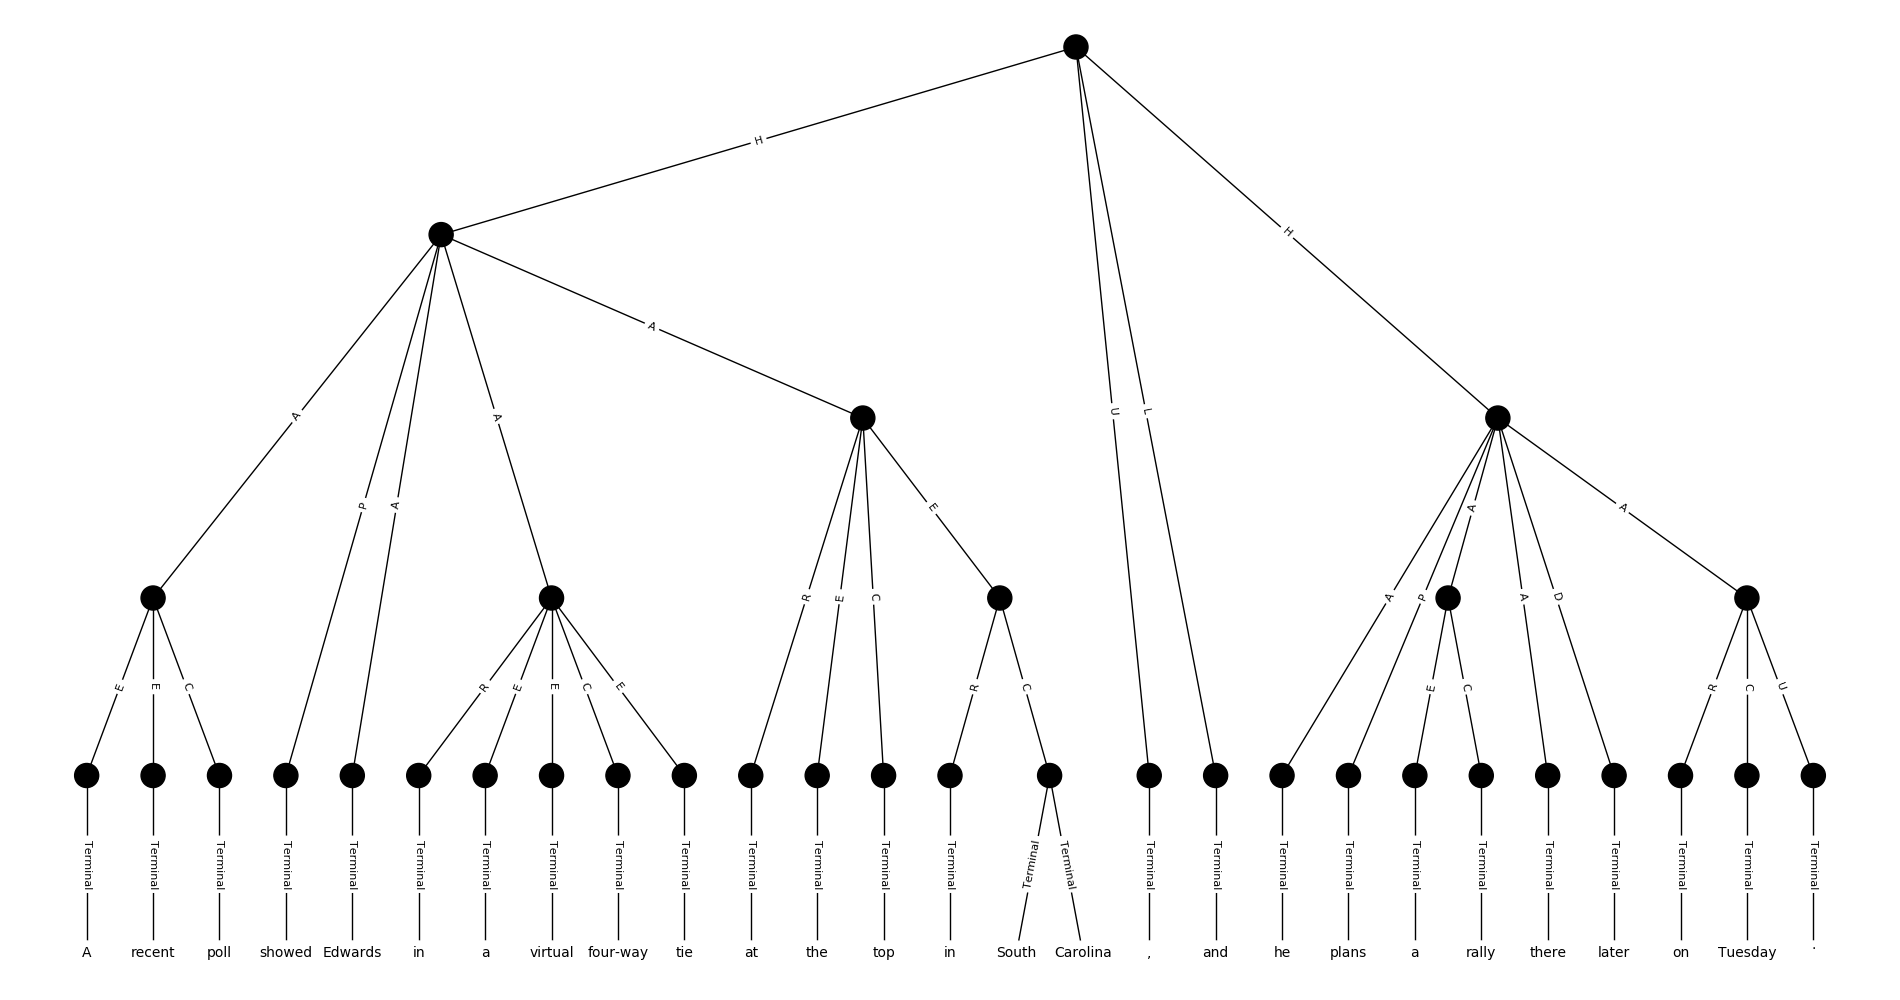 H
H
A
A
U
L
P
A
A
E
A
A
R
E
C
A
P
A
D
E
E
C
R
E
E
C
E
R
C
E
C
R
C
U
Terminal Terminal Terminal Terminal Terminal Terminal Terminal Terminal Terminal Terminal Terminal Terminal Terminal Terminal Terminal Terminal Terminal Terminal Terminal Terminal Terminal Terminal Terminal Terminal Terminal Terminal Terminal
A recent poll showed Edwards in a virtual four-way tie at the top in South Carolina , and he plans a rally there later on Tuesday .